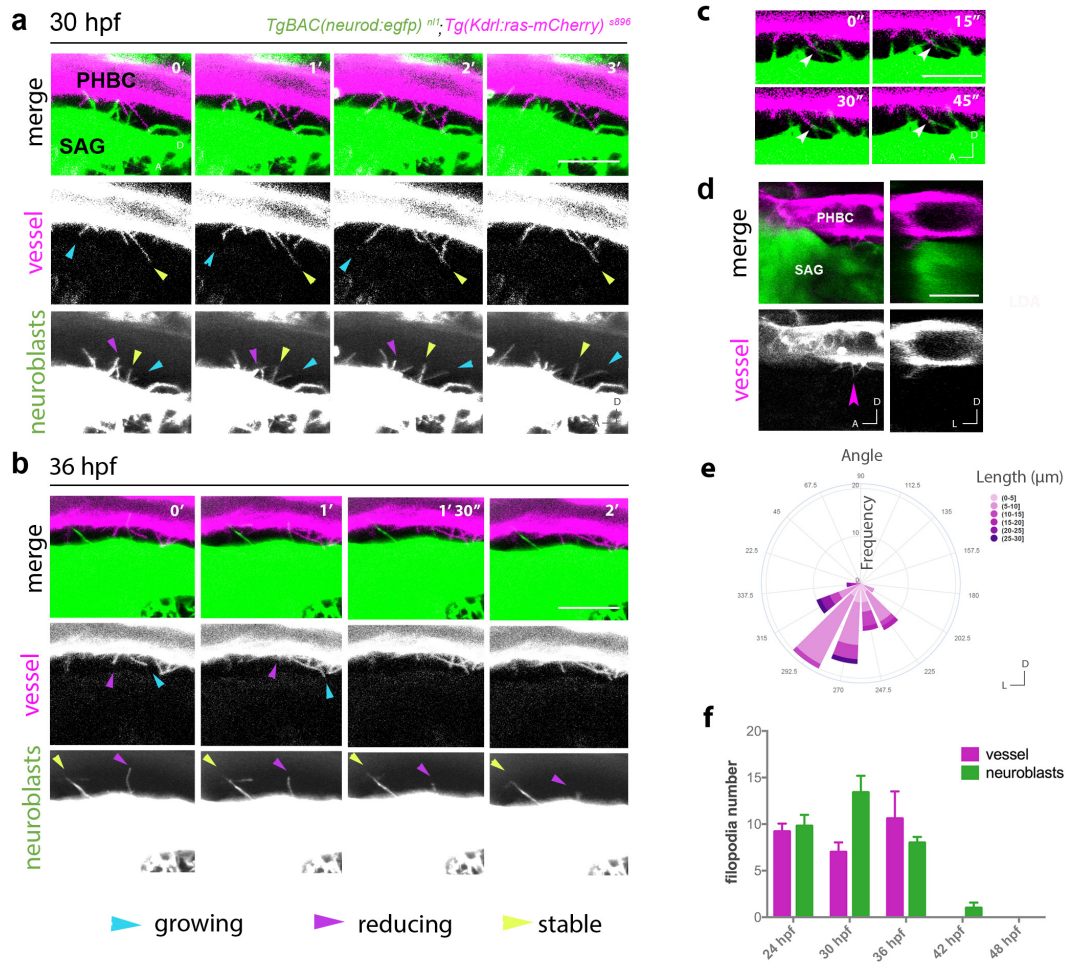 a
30 hpf
TgBAC(neurod:egfp) nl1;Tg(Kdrl:ras-mCherry) s896
merge
PHBC
SAG
0′
1′
2′
3′
D
A
vessel
neuroblasts
D
A
b
36 hpf
merge
0′
1′
1′ 30″
2′
vessel
neuroblasts
growing
reducing
stable
c
0″
15″
30″
45″
D
A
d
merge
PHBC
SAG
vessel
D
A
D
L
LDA
e
Angle
90
20
112.5
135
157.5
180
202.5
225
247.5
270
292.5
315
337.5
22.5
45
67.5
10
0
Frequency
Length (µm)
(0-5]
(5-10]
(10-15]
(15-20]
(20-25]
(25-30]
D
L
f
filopodia number
20
15
10
5
0
vessel
neuroblasts
24 hpf
30 hpf
36 hpf
42 hpf
48 hpf